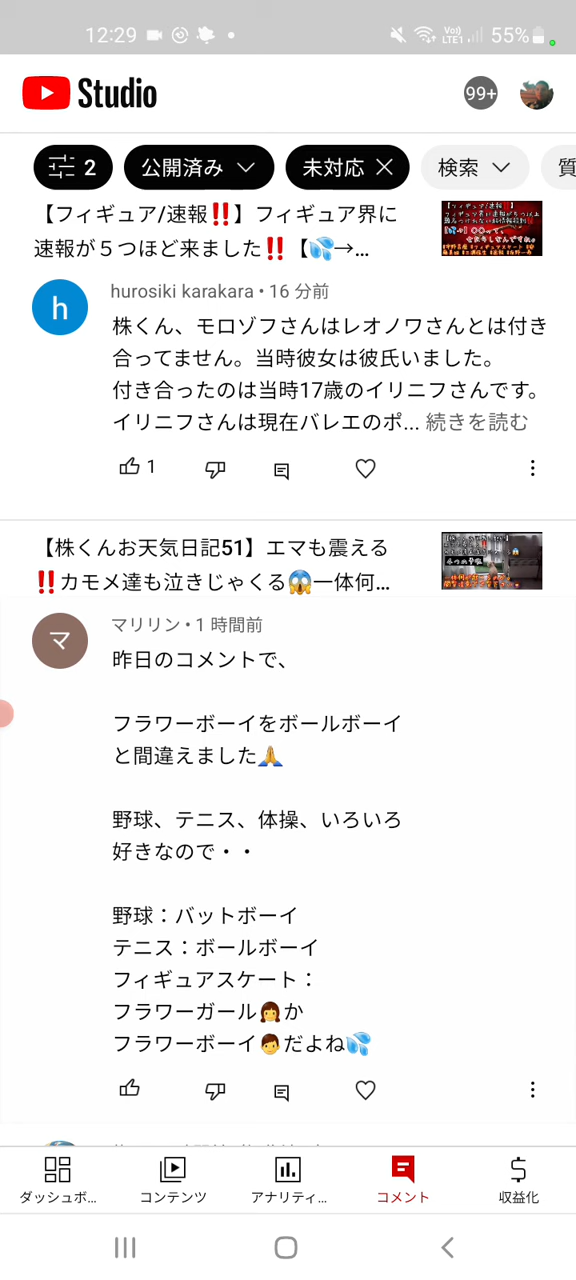 12:29
Vo)) LTE1 55%
Studio
99+
2 公開済み 未対応 検索 質
【フィギュア/速報‼️】フィギュア界に
速報が５つほど来ました‼️【💦→...
h
hurosiki karakara • 16 分前
株くん、モロゾフさんはレオノワさんとは付き
合ってません。当時彼女は彼氏いました。
付き合ったのは当時17歳のイリニフさんです。
イリニフさんは現在バレエのポ... 続きを読む
1
【株くんお天気日記51】エマも震える
‼️カモメ達も泣きじゃくる😱一体何...
マ
マリリン • 1 時間前
昨日のコメントで、
フラワーボーイをボールボーイ
と間違えました🙏
野球、テニス、体操、いろいろ
好きなので・・
野球：バットボーイ
テニス：ボールボーイ
フィギュアスケート：
フラワーガール👧か
フラワーボーイ👦だよね💦
ダッシュボ... コンテンツ アナリティ... コメント 収益化